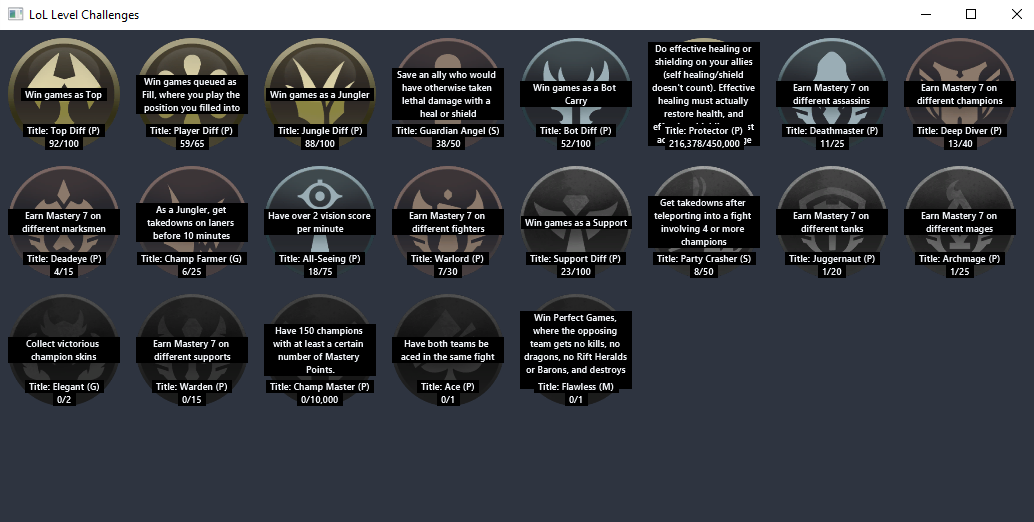 LoL Level Challenges
Win games as Top
Title: Top Diff (P)
92/100
Win games queued as
Fill, where you play the
position you filled into
Title: Player Diff (P)
59/65
Win games as a Jungler
Title: Jungle Diff (P)
88/100
Save an ally who would
have otherwise taken
lethal damage with a
heal or shield
Title: Guardian Angel (S)
38/50
Win games as a Bot
Carry
Title: Bot Diff (P)
52/100
Do effective healing or
shielding on your allies
(self healing/shield
doesn't count). Effective
healing must actually
restore health, and
Title: Protector (P)
216,378/450,000
Earn Mastery 7 on
different assassins
Title: Deathmaster (P)
11/25
Earn Mastery 7 on
different champions
Title: Deep Diver (P)
13/40
Earn Mastery 7 on
different marksmen
Title: Deadeye (P)
4/15
As a Jungler, get
takedowns on laners
before 10 minutes
Title: Champ Farmer (G)
6/25
Have over 2 vision score
per minute
Title: All-Seeing (P)
18/75
Earn Mastery 7 on
different fighters
Title: Warlord (P)
7/30
Win games as a Support
Title: Support Diff (P)
23/100
Get takedowns after
teleporting into a fight
involving 4 or more
champions
Title: Party Crasher (S)
8/50
Earn Mastery 7 on
different tanks
Title: Juggernaut (P)
1/20
Earn Mastery 7 on
different mages
Title: Archmage (P)
1/25
Collect victorious
champion skins
Title: Elegant (G)
0/2
Earn Mastery 7 on
different supports
Title: Warden (P)
0/15
Have 150 champions
with at least a certain
number of Mastery
Points.
Title: Champ Master (P)
0/10,000
Have both teams be
aced in the same fight
Title: Ace (P)
0/1
Win Perfect Games,
where the opposing
team gets no kills, no
dragons, no Rift Heralds
or Barons, and destroys
Title: Flawless (M)
0/1